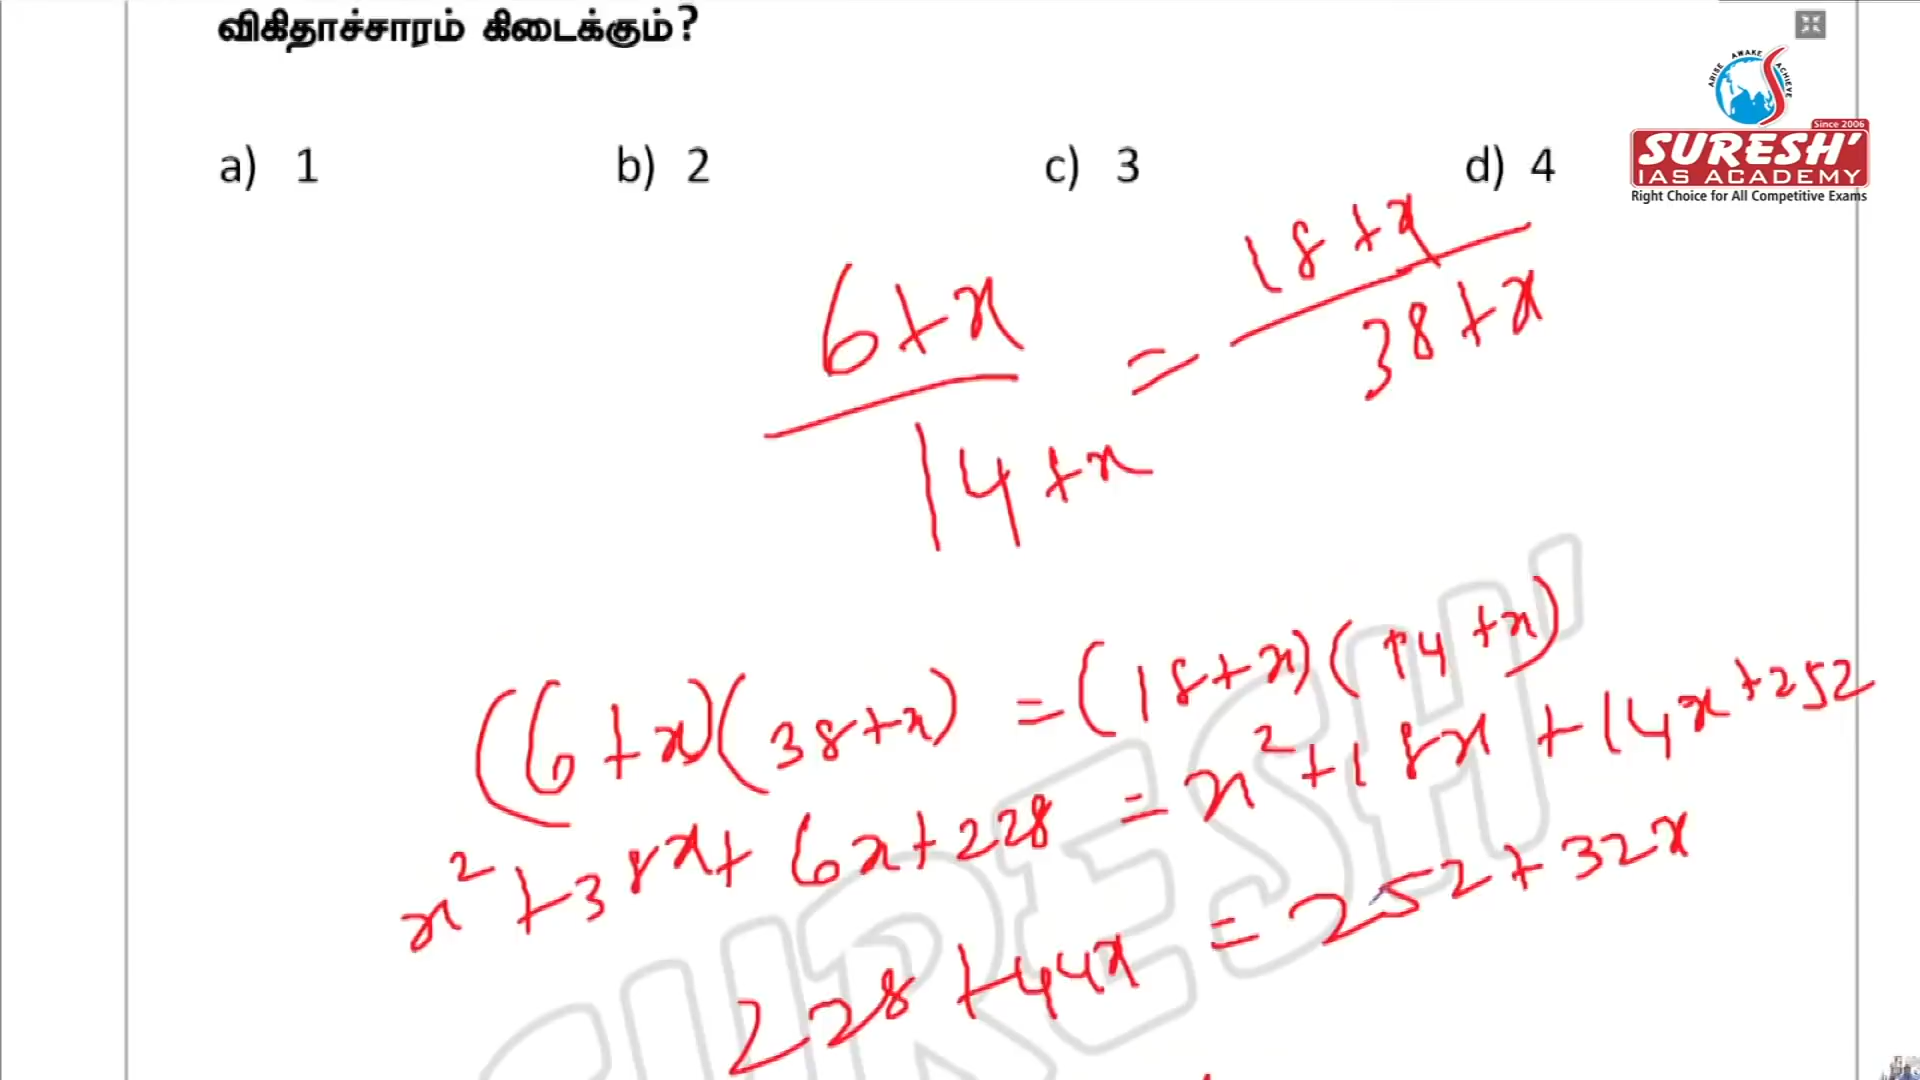 விகிதாச்சாரம் கிடைக்கும்?
ARISE AWAKE ACHIEVE
Since 2006
SURESH'
IAS ACADEMY
Right Choice for All Competitive Exams
a) 1 b) 2 c) 3 d) 4
6+x / 14+x = 18+x / 38+x
(6+x)(38+x) = (18+x)(14+x)
x² + 38x + 6x + 228 = x² + 18x + 14x + 252
228 + 44x = 252 + 32x
SURESH'